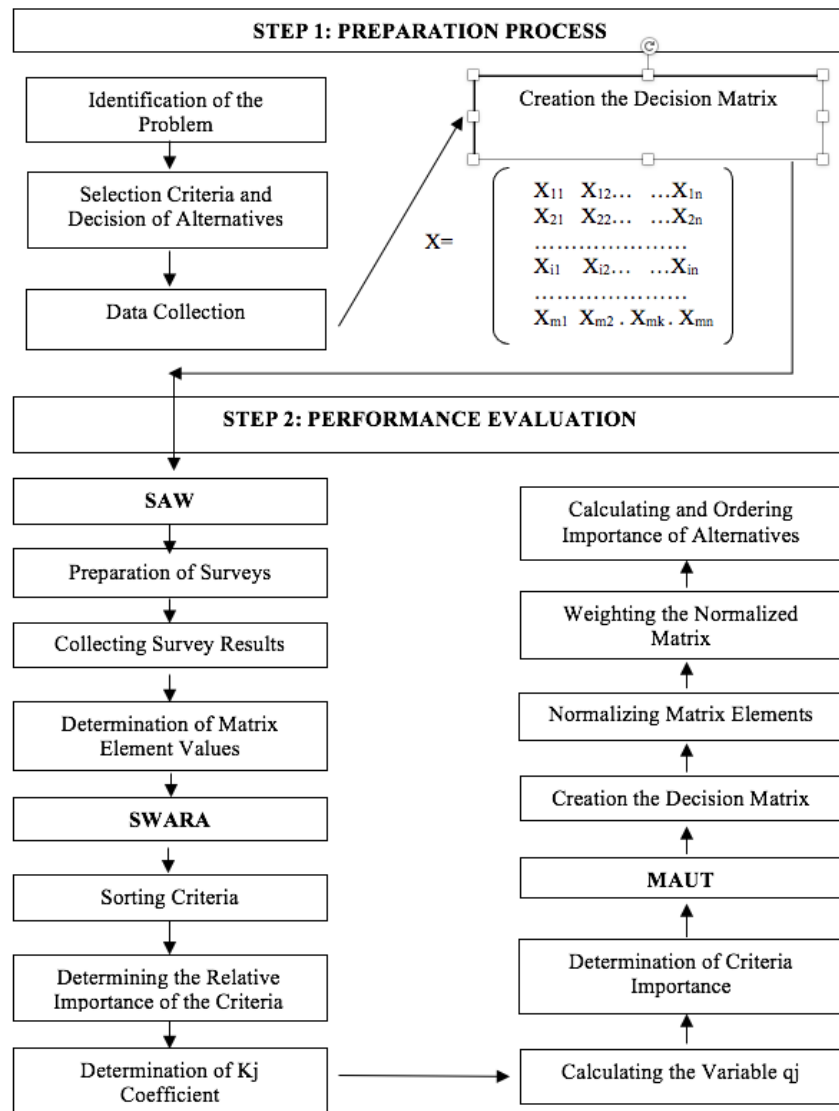 STEP 1: PREPARATION PROCESS
Identification of the
Problem
Selection Criteria and
Decision of Alternatives
Data Collection
Creation the Decision Matrix
X=
X₁₁ X₁₂… …X₁ₙ
X₂₁ X₂₂… …X₂ₙ
…………………
Xᵢ₁ Xᵢ₂… …Xᵢₙ
…………………
Xₘ₁ Xₘ₂ . Xₘₖ . Xₘₙ
STEP 2: PERFORMANCE EVALUATION
SAW
Preparation of Surveys
Collecting Survey Results
Determination of Matrix
Element Values
SWARA
Sorting Criteria
Determining the Relative
Importance of the Criteria
Determination of Kj
Coefficient
Calculating the Variable qj
Determination of Criteria
Importance
MAUT
Creation the Decision Matrix
Normalizing Matrix Elements
Weighting the Normalized
Matrix
Calculating and Ordering
Importance of Alternatives